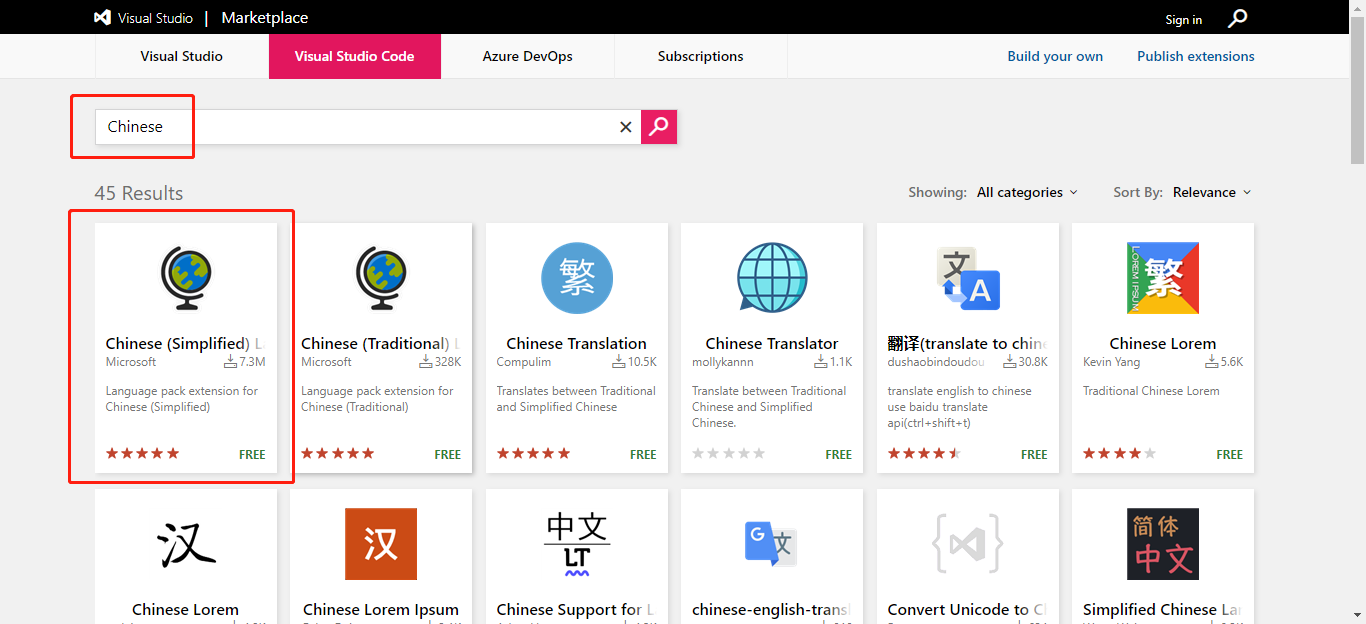 Visual Studio | Marketplace
Sign in
Visual Studio
Visual Studio Code
Azure DevOps
Subscriptions
Build your own
Publish extensions
Chinese
45 Results
Showing: All categories
Sort By: Relevance
Chinese (Simplified)
Microsoft 7.3M
Language pack extension for
Chinese (Simplified)
FREE
Chinese (Traditional)
Microsoft 328K
Language pack extension for
Chinese (Traditional)
FREE
繁
Chinese Translation
Compulim 10.5K
Translates between Traditional
and Simplified Chinese
FREE
Chinese Translator
mollykannn 1.1K
Translate between Traditional
Chinese and Simplified
Chinese.
FREE
文
A
翻译(translate to chine
dushaobindoudou 30.8K
translate english to chinese
use baidu translate
api(ctrl+shift+t)
FREE
LOREM IPSUM
繁
Chinese Lorem
Kevin Yang 5.6K
Traditional Chinese Lorem
FREE
汉
Chinese Lorem
汉
Chinese Lorem Ipsum
中文
LT
Chinese Support for L
G
文
chinese-english-trans
Convert Unicode to C
简体
中文
Simplified Chinese La